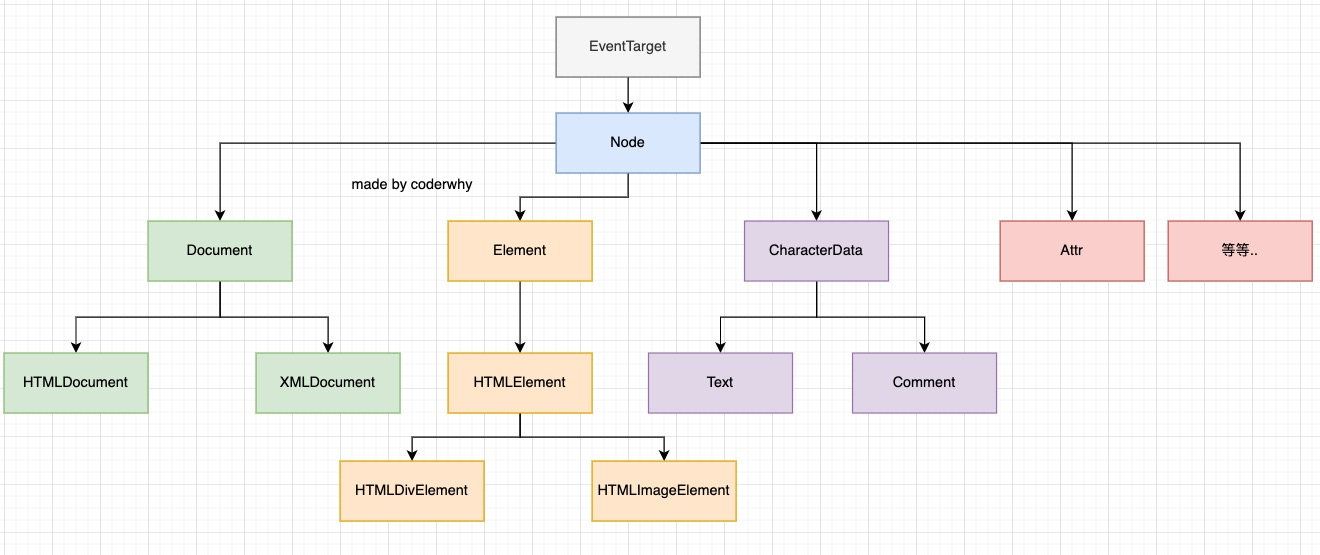 EventTarget
Node
made by coderwhy
Document
Element
CharacterData
Attr
等等..
HTMLDocument
XMLDocument
HTMLElement
Text
Comment
HTMLDivElement
HTMLImageElement